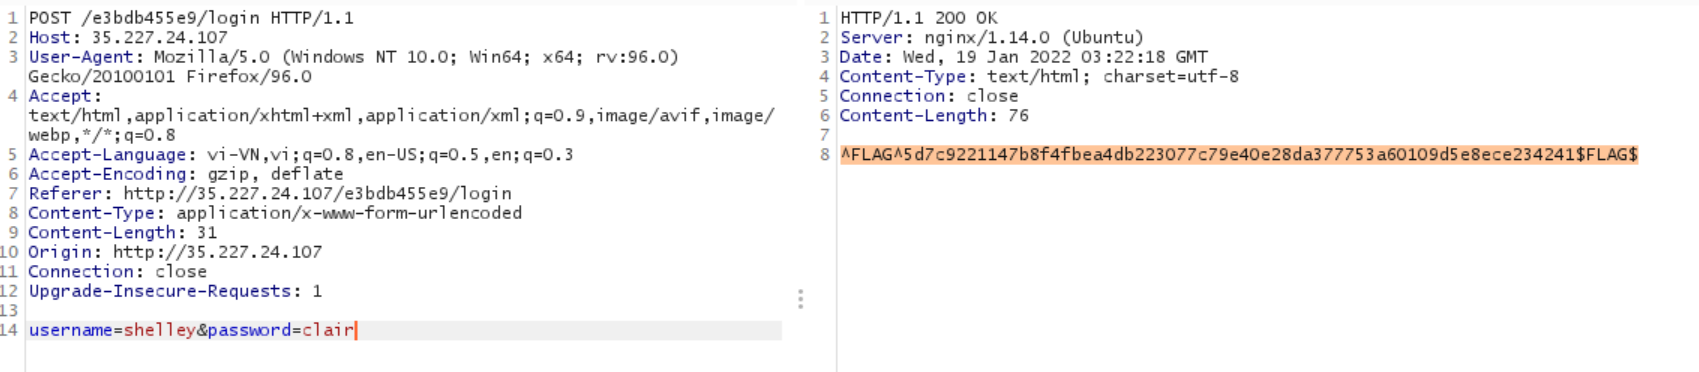 1 POST /e3bdb455e9/login HTTP/1.1
2 Host: 35.227.24.107
3 User-Agent: Mozilla/5.0 (Windows NT 10.0; Win64; x64; rv:96.0)
Gecko/20100101 Firefox/96.0
4 Accept:
text/html,application/xhtml+xml,application/xml;q=0.9,image/avif,image/
webp,*/*;q=0.8
5 Accept-Language: vi-VN,vi;q=0.8,en-US;q=0.5,en;q=0.3
6 Accept-Encoding: gzip, deflate
7 Referer: http://35.227.24.107/e3bdb455e9/login
8 Content-Type: application/x-www-form-urlencoded
9 Content-Length: 31
10 Origin: http://35.227.24.107
11 Connection: close
12 Upgrade-Insecure-Requests: 1
13
14 username=shelley&password=clair
1 HTTP/1.1 200 OK
2 Server: nginx/1.14.0 (Ubuntu)
3 Date: Wed, 19 Jan 2022 03:22:18 GMT
4 Content-Type: text/html; charset=utf-8
5 Connection: close
6 Content-Length: 76
7
8 ^FLAG^5d7c9221147b8f4fbea4db223077c79e40e28da377753a60109d5e8ece234241$FLAG$